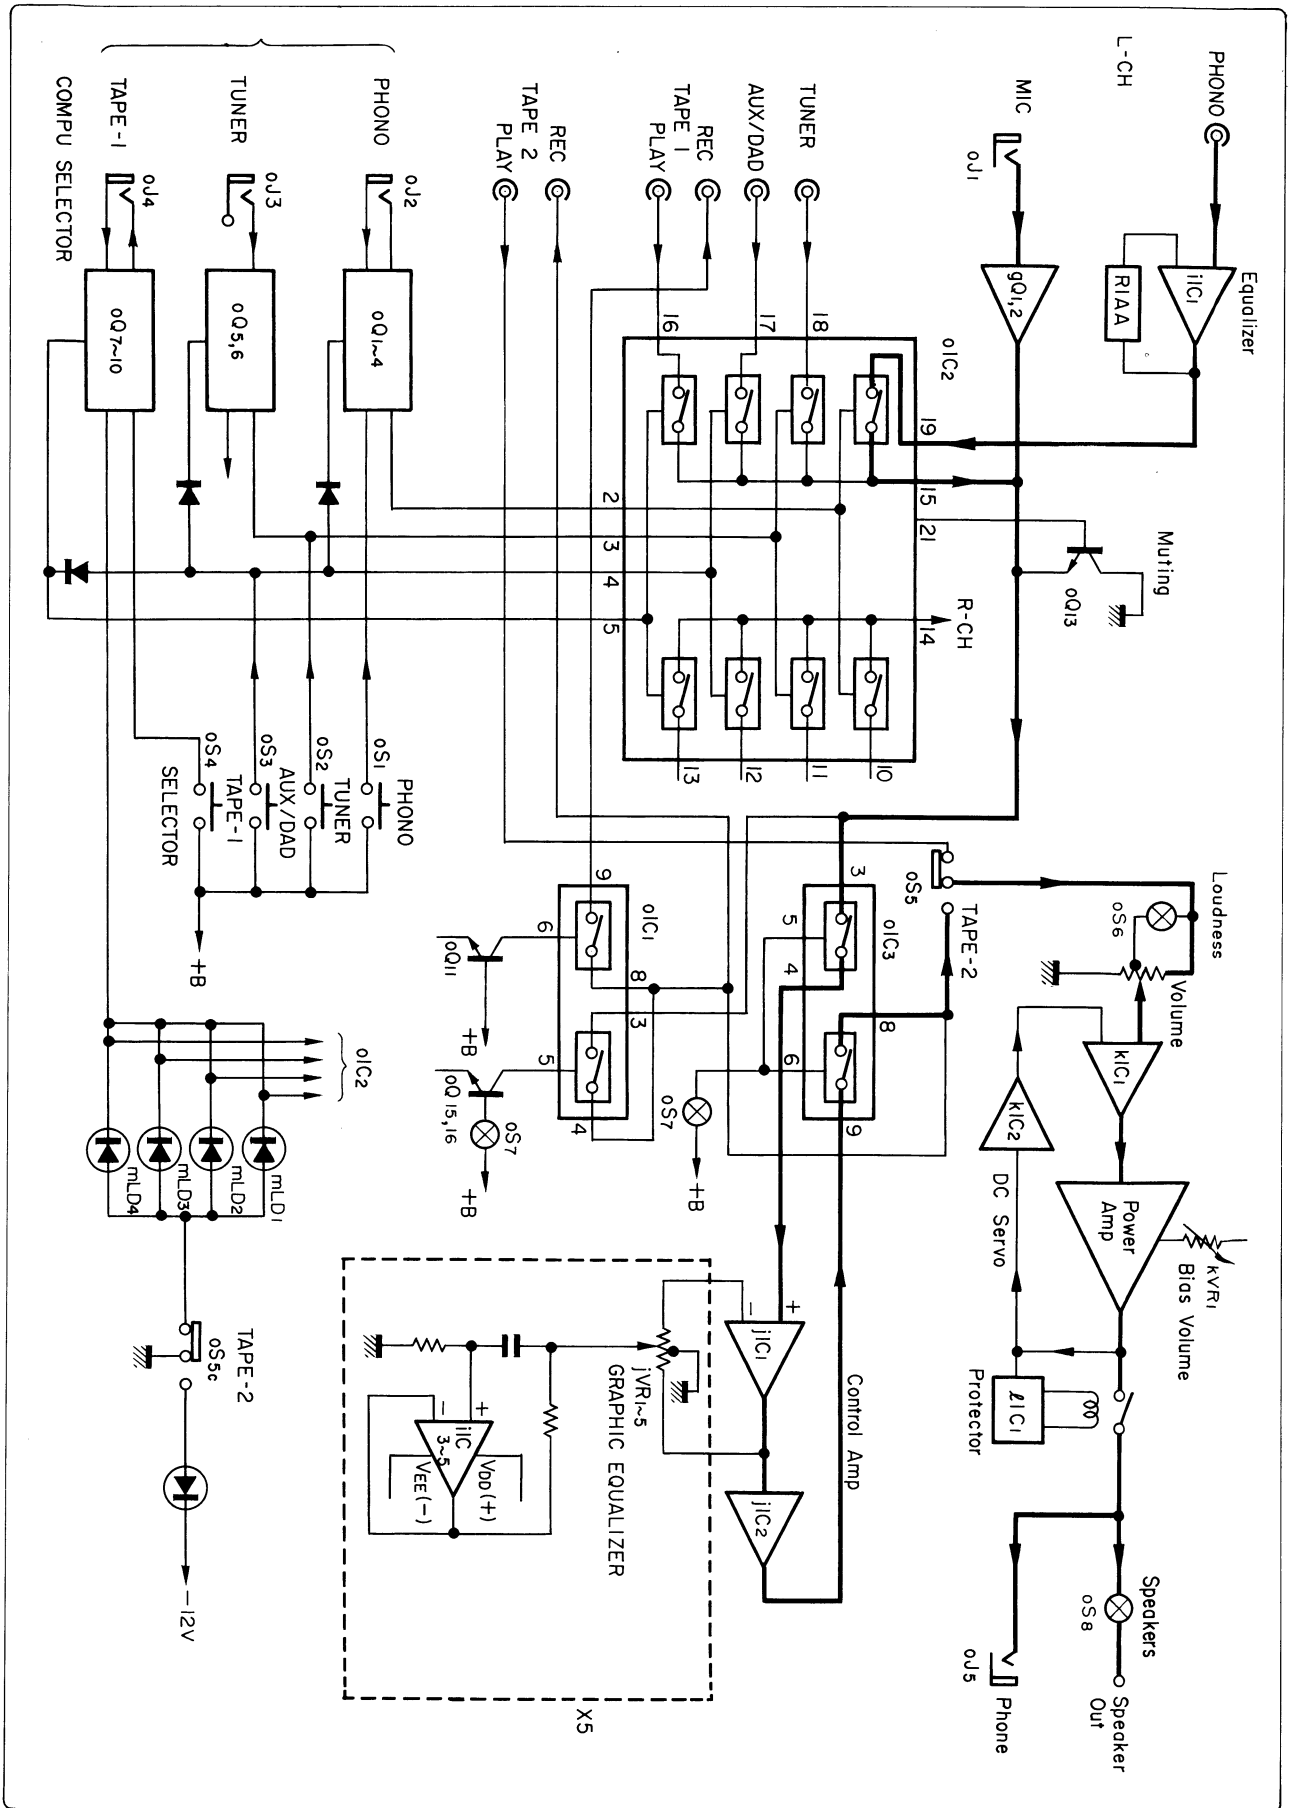 PHONO
L-CH
Equalizer
iIC1
RIAA
MIC
oJ1
gQ1,2
Muting
oQ13
TUNER
AUX/DAD
REC
TAPE 1
PLAY
REC
TAPE 2
PLAY
oIC2
18
17
16
19
15
21
14
R-CH
2
3
4
5
10
11
12
13
PHONO
oJ2
oQ1~4
TUNER
oJ3
oQ5,6
TAPE-1
oJ4
oQ7~10
COMPU SELECTOR
PHONO
oS1
TUNER
oS2
AUX/DAD
oS3
TAPE-1
oS4
SELECTOR
+B
Loudness
oS6
Volume
kIC1
kIC2
DC Servo
Power
Amp
kVR1
Bias Volume
ℓIC1
Protector
Speakers
oS8
Speaker
Out
oJ5
Phone
TAPE-2
oS5
oIC3
3
5
4
8
6
9
oS7
+B
oIC1
9
6
8
3
5
4
oQ11
+B
oQ15,16
oS7
+B
Control Amp
+
−
jIC1
jIC2
jVR1~5
GRAPHIC EQUALIZER
+
−
jIC
3~5
VDD(+)
VEE(−)
X5
oIC2
mLD1
mLD2
mLD3
mLD4
TAPE-2
oS5c
−12V